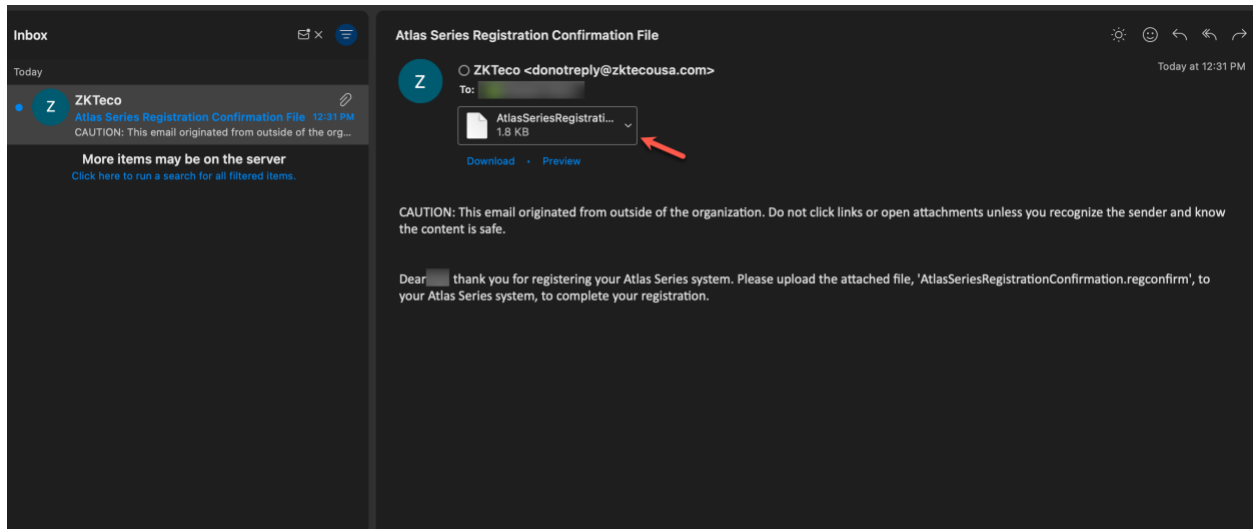 Inbox
Today
Z
ZKTeco
Atlas Series Registration Confirmation File 12:31 PM
CAUTION: This email originated from outside of the org...
More items may be on the server
Click here to run a search for all filtered items.
Atlas Series Registration Confirmation File
Z
ZKTeco <donotreply@zktecousa.com>
Today at 12:31 PM
To:
AtlasSeriesRegistrati...
1.8 KB
Download · Preview
CAUTION: This email originated from outside of the organization. Do not click links or open attachments unless you recognize the sender and know
the content is safe.
Dear thank you for registering your Atlas Series system. Please upload the attached file, 'AtlasSeriesRegistrationConfirmation.regconfirm', to
your Atlas Series system, to complete your registration.